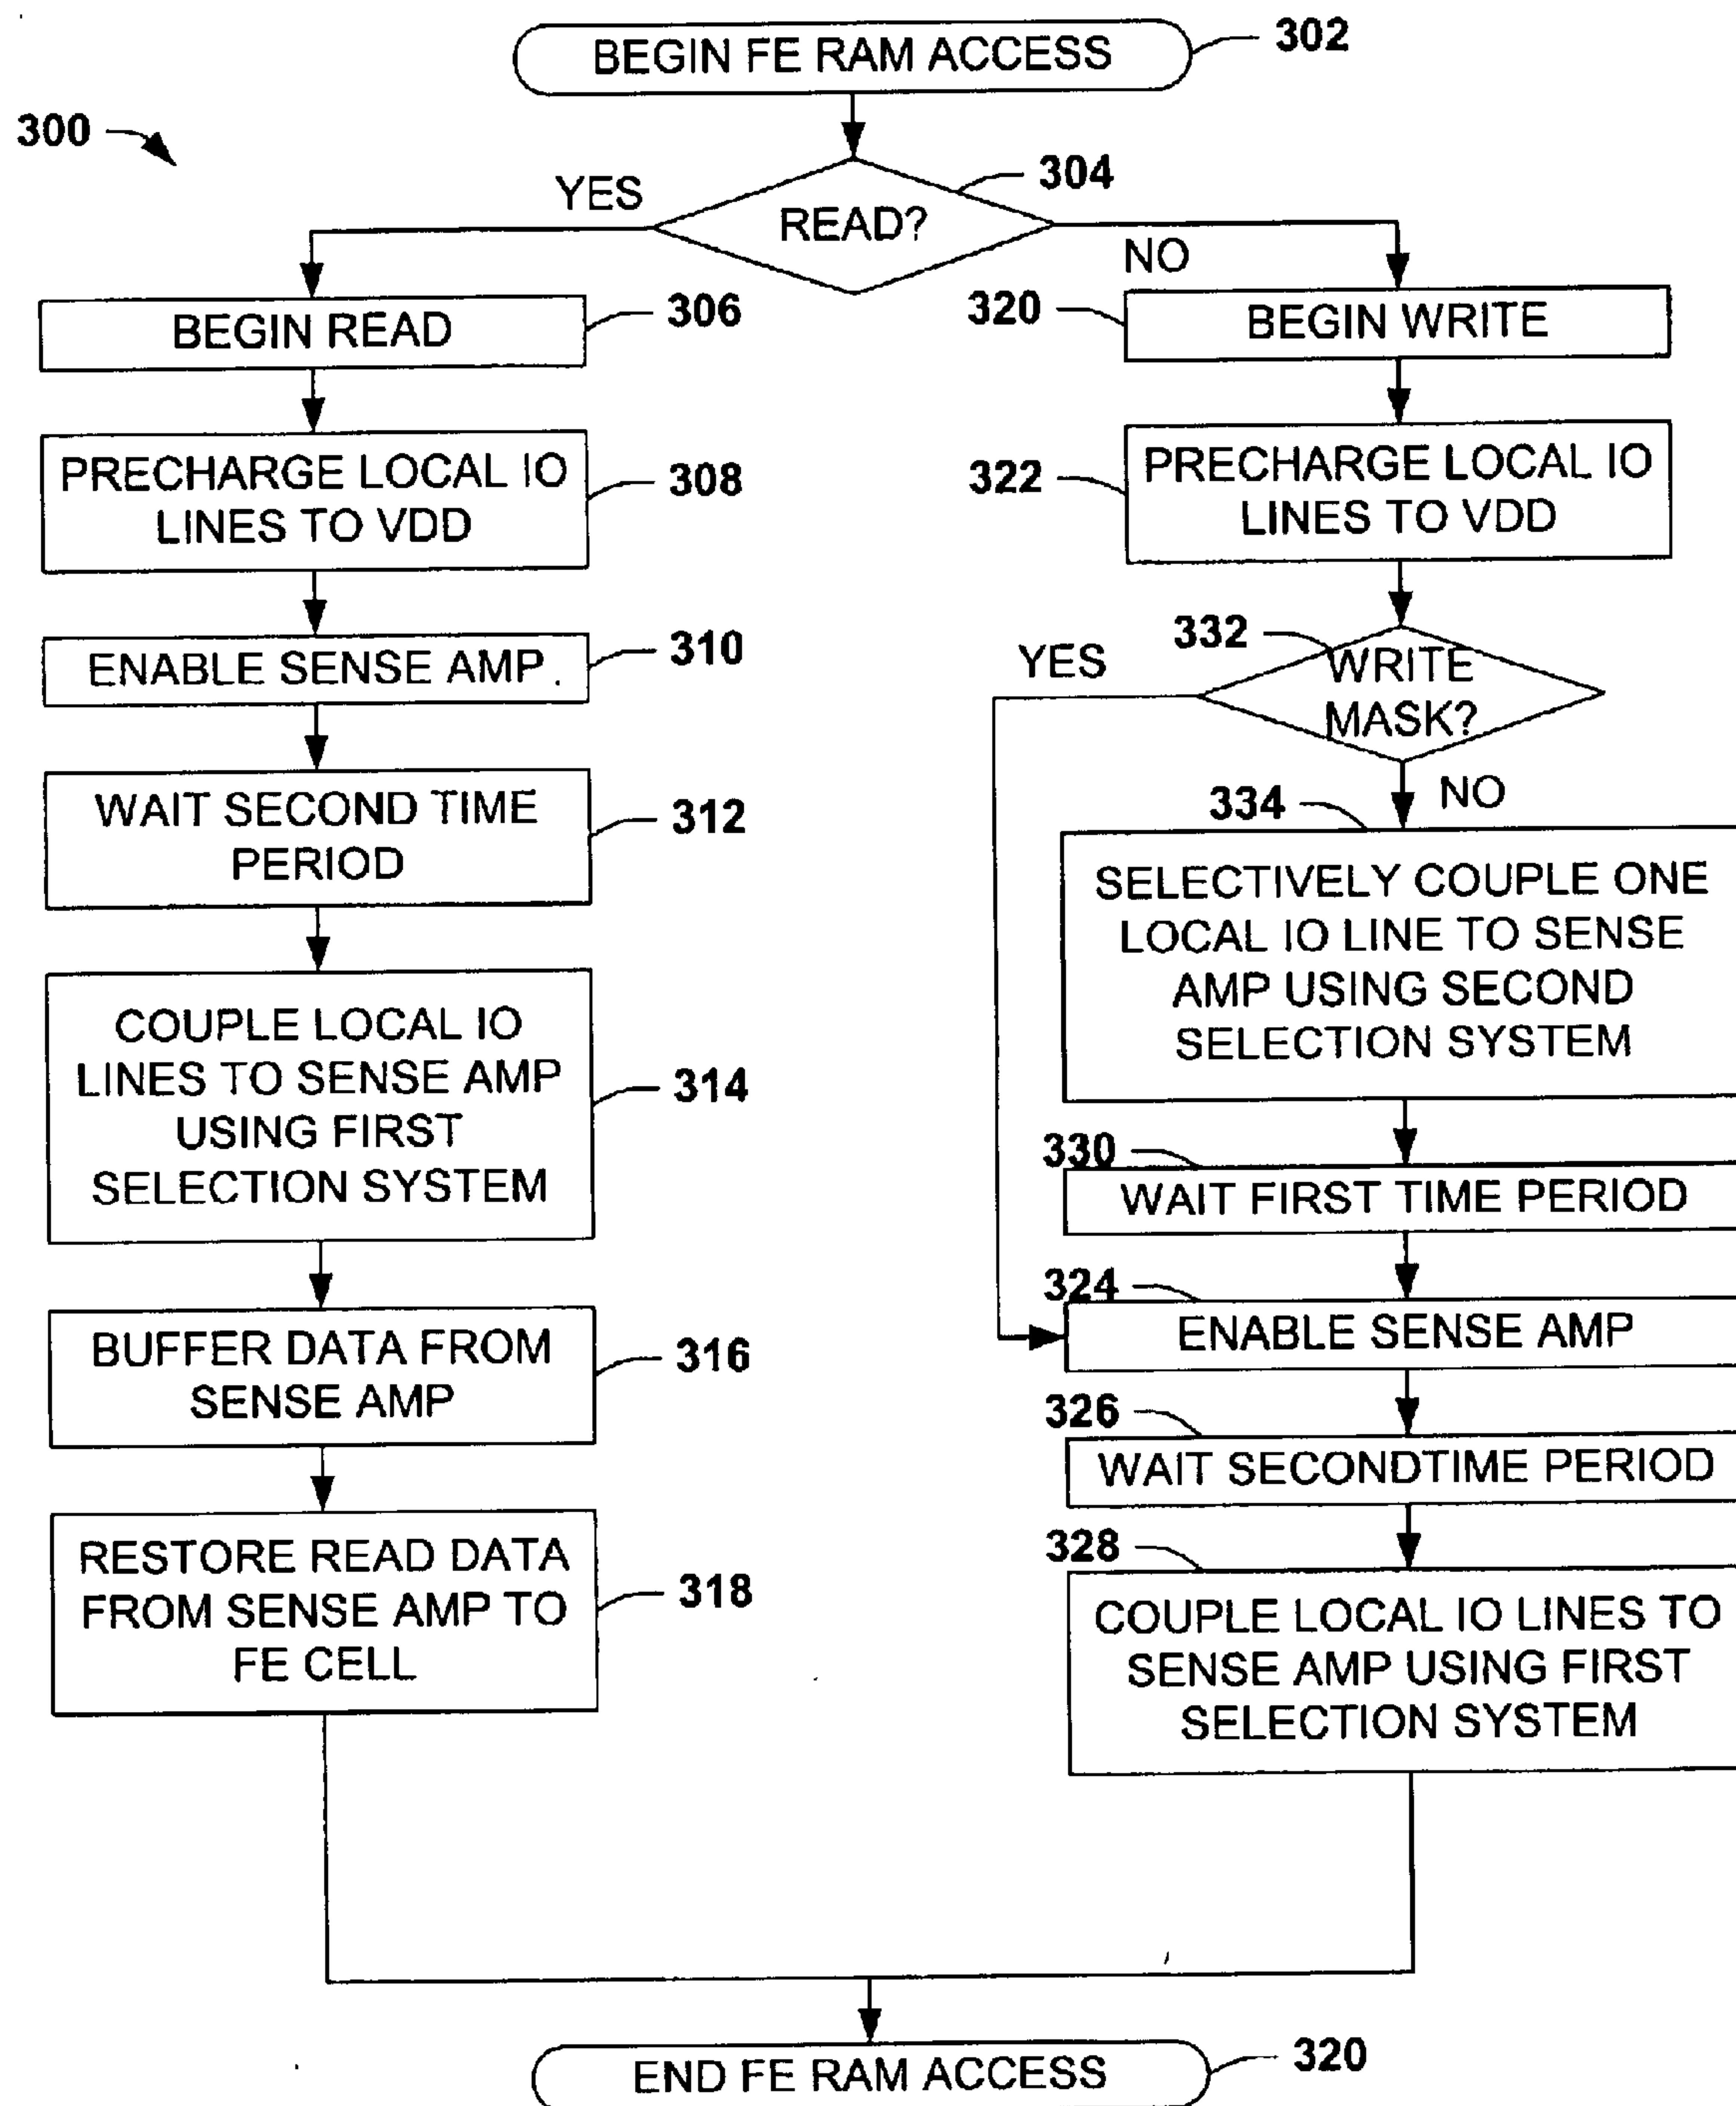 BEGIN FE RAM ACCESS
302
300
304
READ?
YES
NO
BEGIN READ
306
PRECHARGE LOCAL IO
LINES TO VDD
308
ENABLE SENSE AMP
310
WAIT SECOND TIME
PERIOD
312
COUPLE LOCAL IO
LINES TO SENSE AMP
USING FIRST
SELECTION SYSTEM
314
BUFFER DATA FROM
SENSE AMP
316
RESTORE READ DATA
FROM SENSE AMP TO
FE CELL
318
320
BEGIN WRITE
322
PRECHARGE LOCAL IO
LINES TO VDD
332
WRITE
MASK?
YES
NO
334
SELECTIVELY COUPLE ONE
LOCAL IO LINE TO SENSE
AMP USING SECOND
SELECTION SYSTEM
330
WAIT FIRST TIME PERIOD
324
ENABLE SENSE AMP
326
WAIT SECONDTIME PERIOD
328
COUPLE LOCAL IO LINES TO
SENSE AMP USING FIRST
SELECTION SYSTEM
END FE RAM ACCESS
320